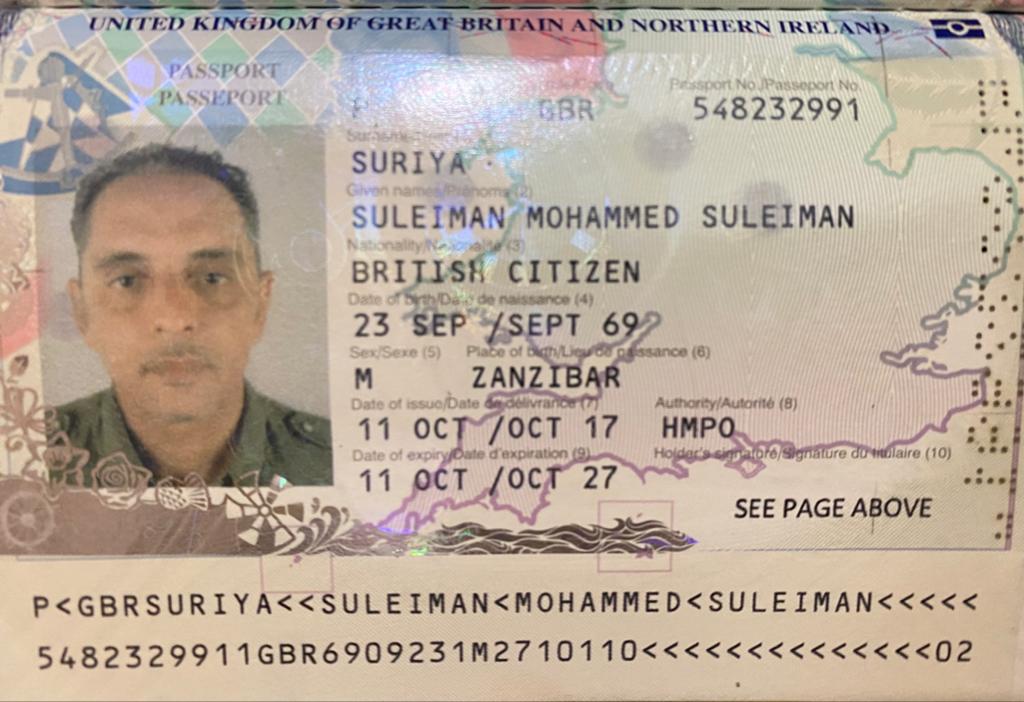 UNITED KINGDOM OF GREAT BRITAIN AND NORTHERN IRELAND
PASSPORT
PASSEPORT
Passport No./Passeport No.
P GBR 548232991
SURIYA
Given names/Prénoms (2)
SULEIMAN MOHAMMED SULEIMAN
Nationality/Nationalité (3)
BRITISH CITIZEN
Date of birth/Date de naissance (4)
23 SEP /SEPT 69
Sex/Sexe (5) Place of birth/Lieu de naissance (6)
M ZANZIBAR
Date of issue/Date de délivrance (7) Authority/Autorité (8)
11 OCT /OCT 17 HMPO
Date of expiry/Date d'expiration (9) Holder's signature/Signature du titulaire (10)
11 OCT /OCT 27
SEE PAGE ABOVE
P<GBRSURIYA<<SULEIMAN<MOHAMMED<SULEIMAN<<<<<
5482329911GBR6909231M2710110<<<<<<<<<<<<<<02